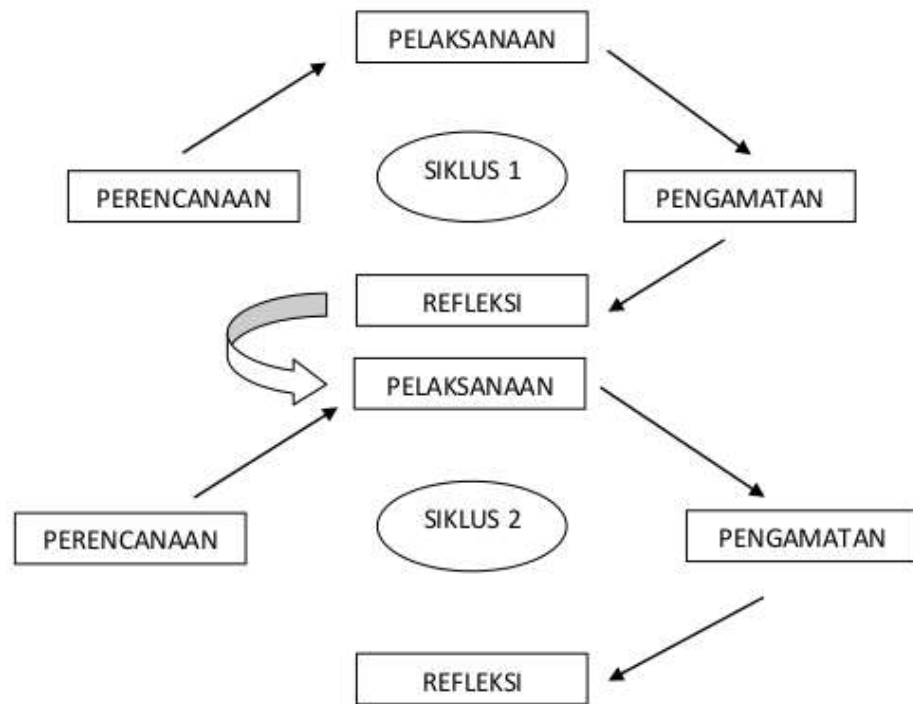 PELAKSANAAN
SIKLUS 1
PERENCANAAN
PENGAMATAN
REFLEKSI
PELAKSANAAN
SIKLUS 2
PERENCANAAN
PENGAMATAN
REFLEKSI